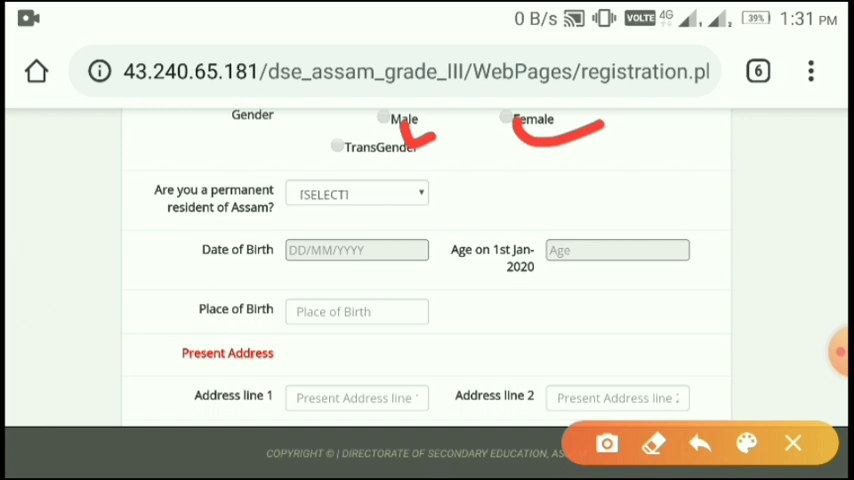 0 B/s VOLTE 4G 1 2 39% 1:31 PM
43.240.65.181/dse_assam_grade_III/WebPages/registration.pl 6
Gender Male Female
TransGender
Are you a permanent [SELECT]
resident of Assam?
Date of Birth DD/MM/YYYY Age on 1st Jan- Age
2020
Place of Birth Place of Birth
Present Address
Address line 1 Present Address line Address line 2 Present Address line 2
COPYRIGHT © | DIRECTORATE OF SECONDARY EDUCATION,